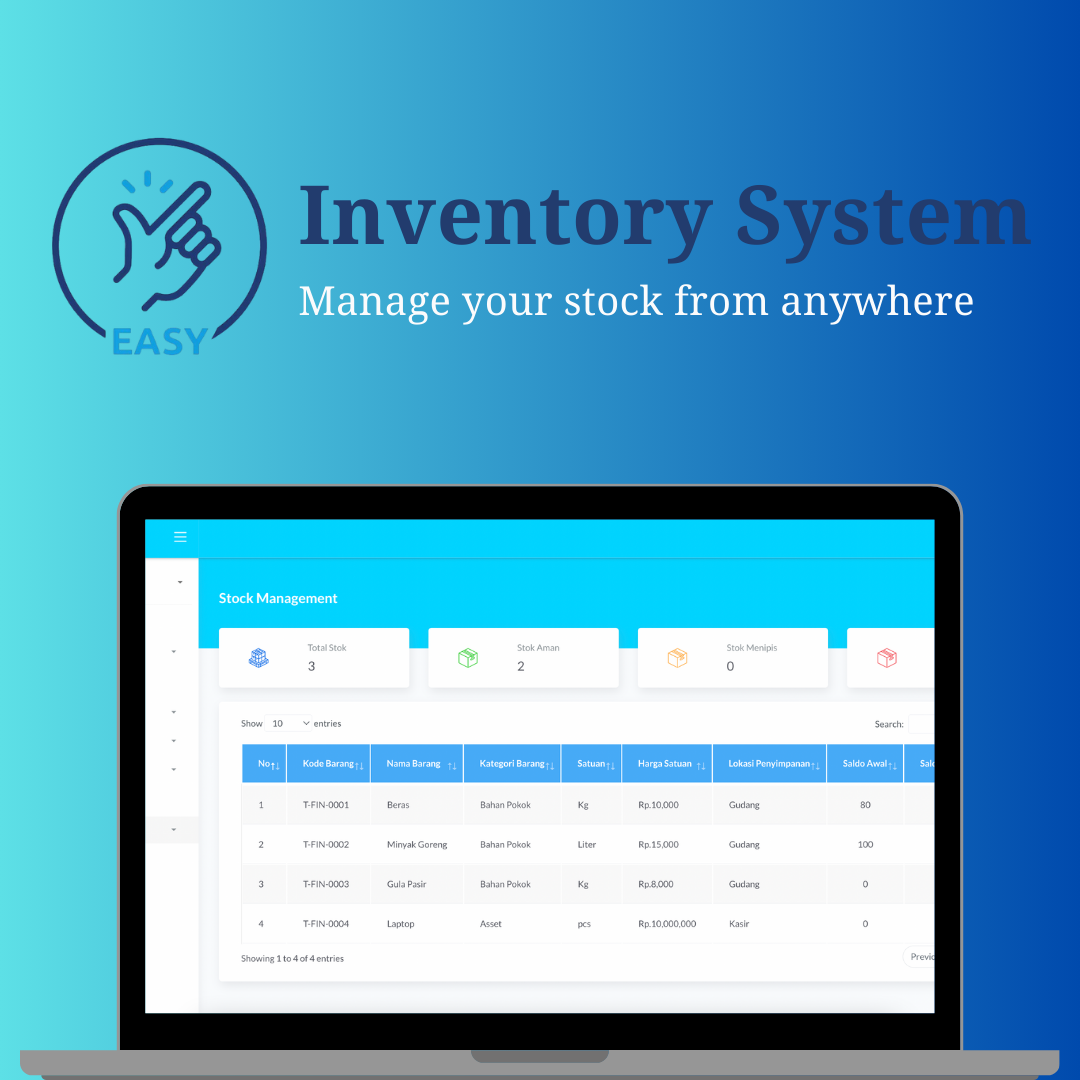 Inventory System
Manage your stock from anywhere
EASY
Stock Management
Total Stok
3
Stok Aman
2
Stok Menipis
0
Show 10 entries
Search:
No Kode Barang Nama Barang Kategori Barang Satuan Harga Satuan Lokasi Penyimpanan Saldo Awal
1 T-FIN-0001 Beras Bahan Pokok Kg Rp.10,000 Gudang 80
2 T-FIN-0002 Minyak Goreng Bahan Pokok Liter Rp.15,000 Gudang 100
3 T-FIN-0003 Gula Pasir Bahan Pokok Kg Rp.8,000 Gudang 0
4 T-FIN-0004 Laptop Asset pcs Rp.10,000,000 Kasir 0
Showing 1 to 4 of 4 entries